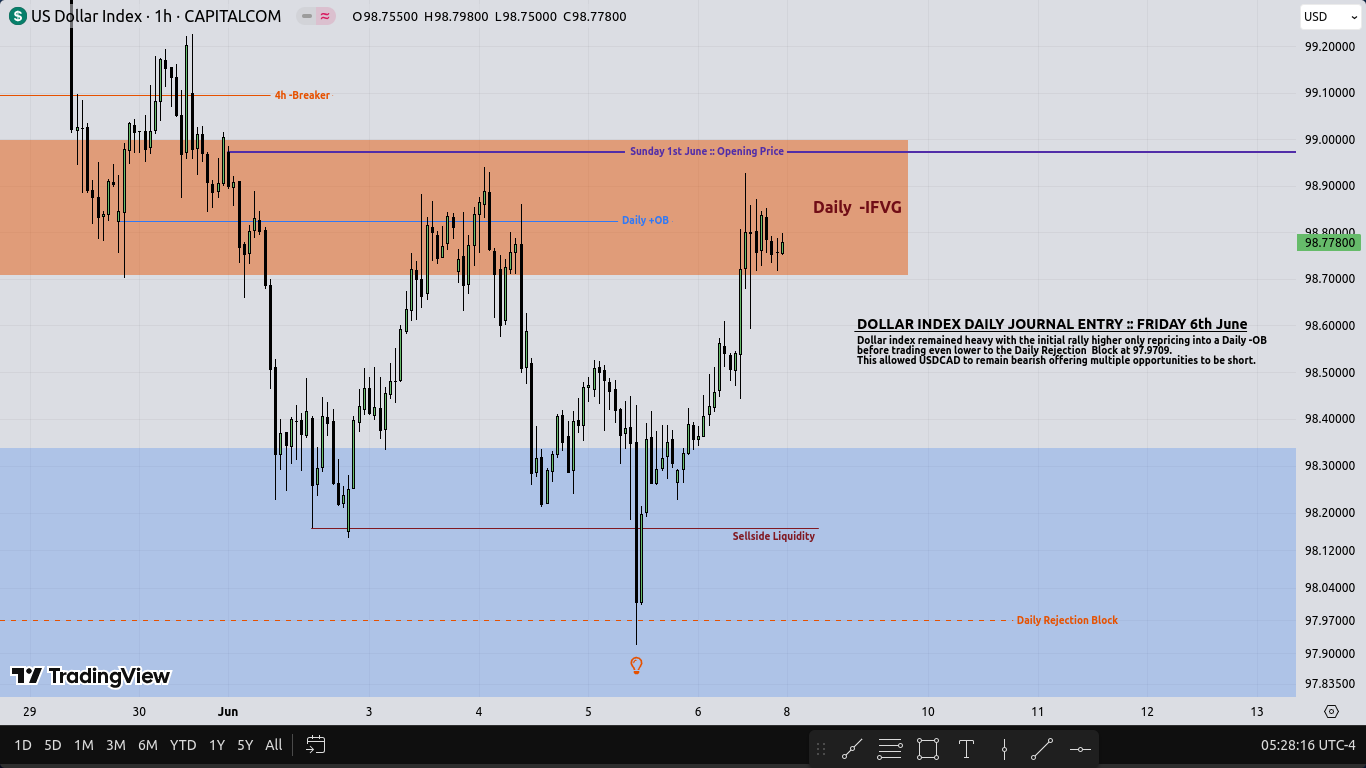 US Dollar Index · 1h · CAPITALCOM O98.75500 H98.79800 L98.75000 C98.77800
USD
99.20000
4h -Breaker
99.10000
99.00000
Sunday 1st June :: Opening Price
98.90000
Daily -IFVG
Daily +OB
98.80000
98.77800
98.70000
DOLLAR INDEX DAILY JOURNAL ENTRY :: FRIDAY 6th June
98.60000
Dollar index remained heavy with the initial rally higher only repricing into a Daily -OB
before trading even lower to the Daily Rejection Block at 97.9709.
This allowed USDCAD to remain bearish offering multiple opportunities to be short.
98.50000
98.40000
98.30000
98.20000
Sellside Liquidity
98.12000
98.04000
Daily Rejection Block
97.97000
97.90000
TradingView
97.83500
29 30 Jun 3 4 5 6 8 10 11 12 13
1D 5D 1M 3M 6M YTD 1Y 5Y All
05:28:16 UTC-4